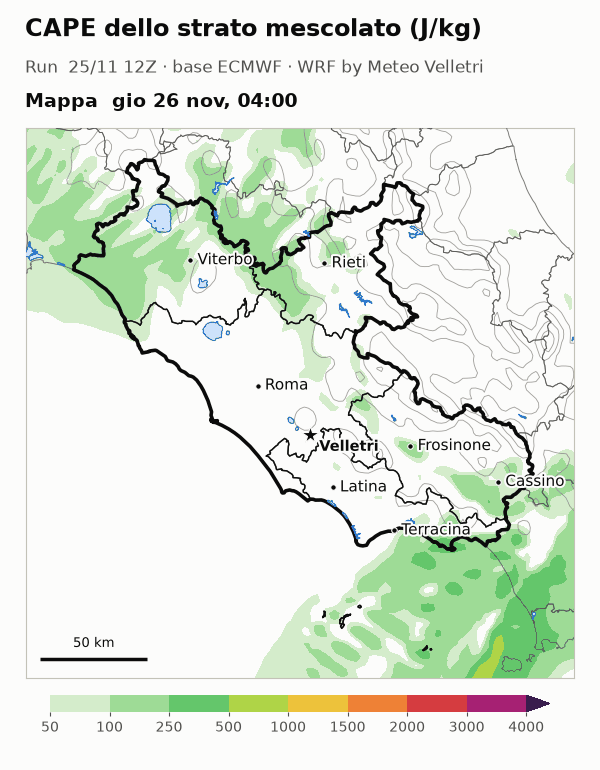 CAPE dello strato mescolato (J/kg)
Run  25/11 12Z · base ECMWF · WRF by Meteo Velletri
Mappa  gio 26 nov, 04:00
Viterbo
Rieti
Roma
Velletri
Frosinone
Cassino
Latina
Terracina
50 km
50 100 250 500 1000 1500 2000 3000 4000